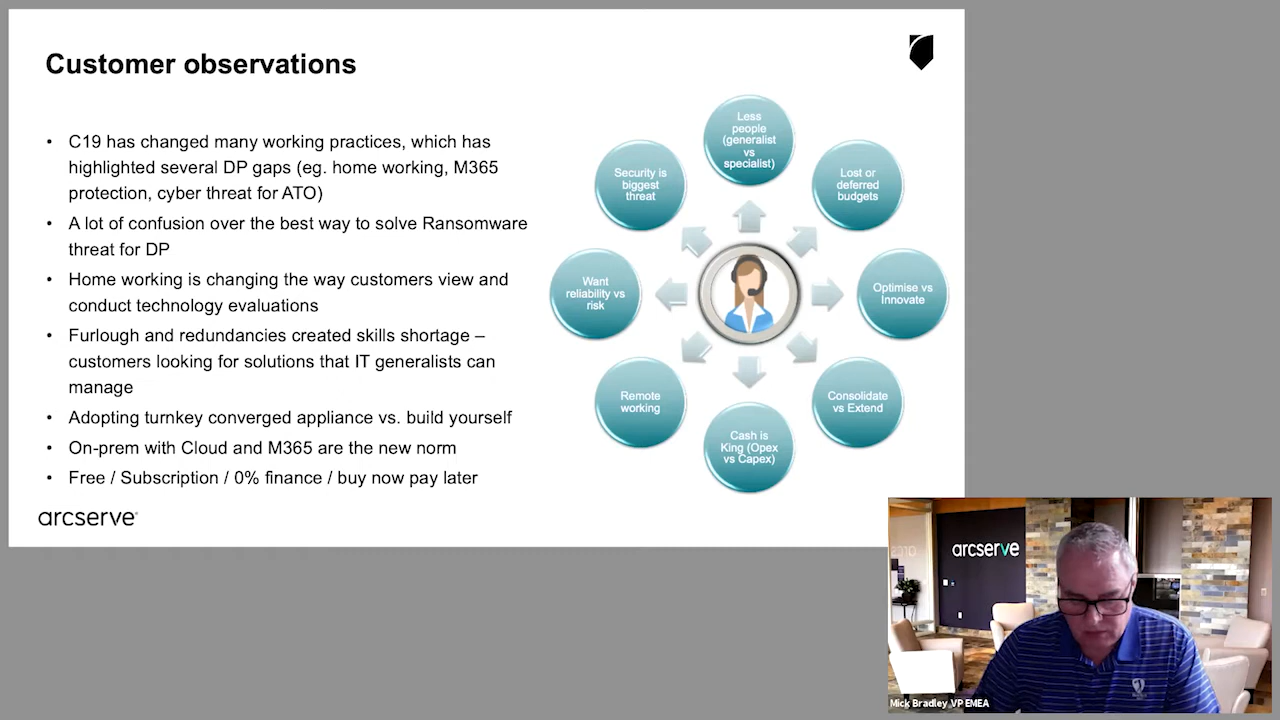 Customer observations
• C19 has changed many working practices, which has
highlighted several DP gaps (eg. home working, M365
protection, cyber threat for ATO)
• A lot of confusion over the best way to solve Ransomware
threat for DP
• Home working is changing the way customers view and
conduct technology evaluations
• Furlough and redundancies created skills shortage –
customers looking for solutions that IT generalists can
manage
• Adopting turnkey converged appliance vs. build yourself
• On-prem with Cloud and M365 are the new norm
• Free / Subscription / 0% finance / buy now pay later
arcserve®
Less
people
(generalist
vs
specialist)
Lost or
deferred
budgets
Optimise vs
Innovate
Consolidate
vs Extend
Cash is
King (Opex
vs Capex)
Remote
working
Want
reliability vs
risk
Security is
biggest
threat
arcserve
Mick Bradley VP EMEA